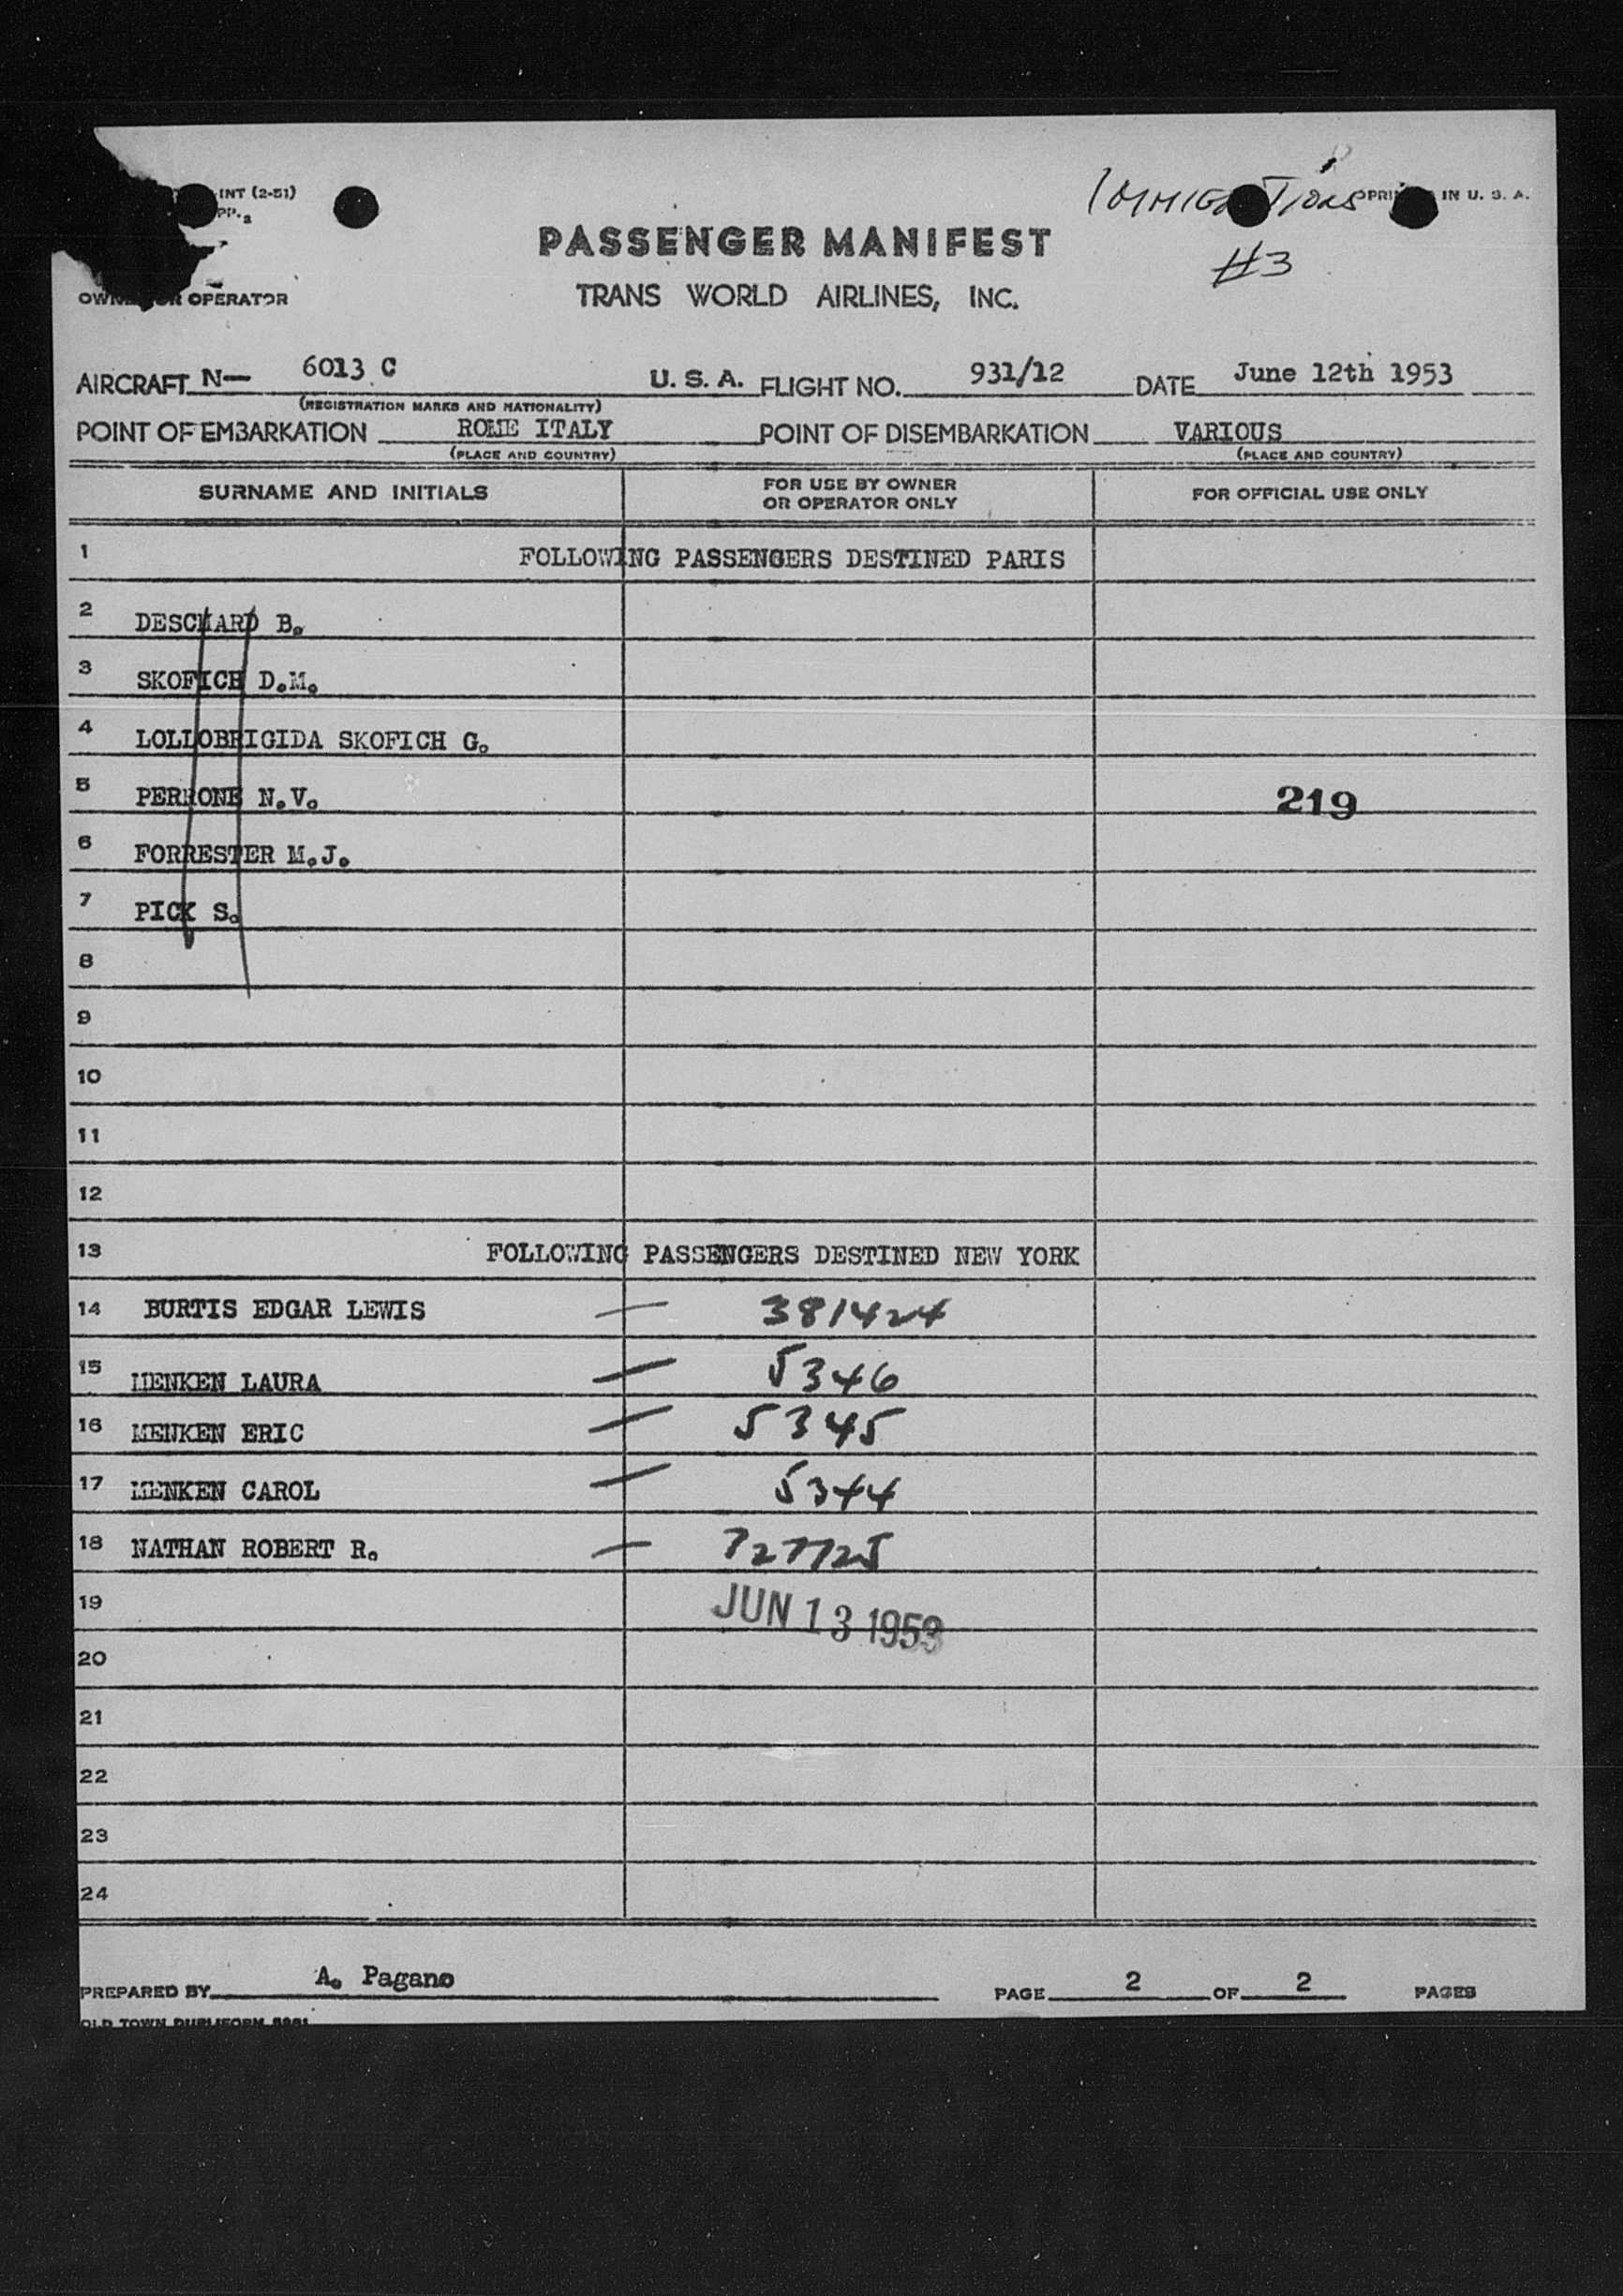 INT (2-51)
PP.2
PRI IN U. S. A.
#3
PASSENGER MANIFEST
OR OPERATOR
TRANS WORLD AIRLINES, INC.
AIRCRAFT N— 6013 C U. S. A. FLIGHT NO. 931/12 DATE June 12th 1953
(REGISTRATION MARKS AND NATIONALITY)
POINT OF EMBARKATION ROME ITALY POINT OF DISEMBARKATION VARIOUS
(PLACE AND COUNTRY) (PLACE AND COUNTRY)
SURNAME AND INITIALS FOR USE BY OWNER OR OPERATOR ONLY FOR OFFICIAL USE ONLY
1 FOLLOWING PASSENGERS DESTINED PARIS
2 DESCHARD B.
3 SKOFICH D.M.
4 LOLLOBRIGIDA SKOFICH G.
5 PERRONE N.V. 219
6 FORRESTER M.J.
7 PICK S.
8
9
10
11
12
13 FOLLOWING PASSENGERS DESTINED NEW YORK
14 BURTIS EDGAR LEWIS — 381424
15 MENKEN LAURA — 5346
16 MENKEN ERIC — 5345
17 MENKEN CAROL — 5344
18 NATHAN ROBERT R. — 727725
19 JUN 13 1953
20
21
22
23
24
PREPARED BY A. Pagano PAGE 2 OF 2 PAGES